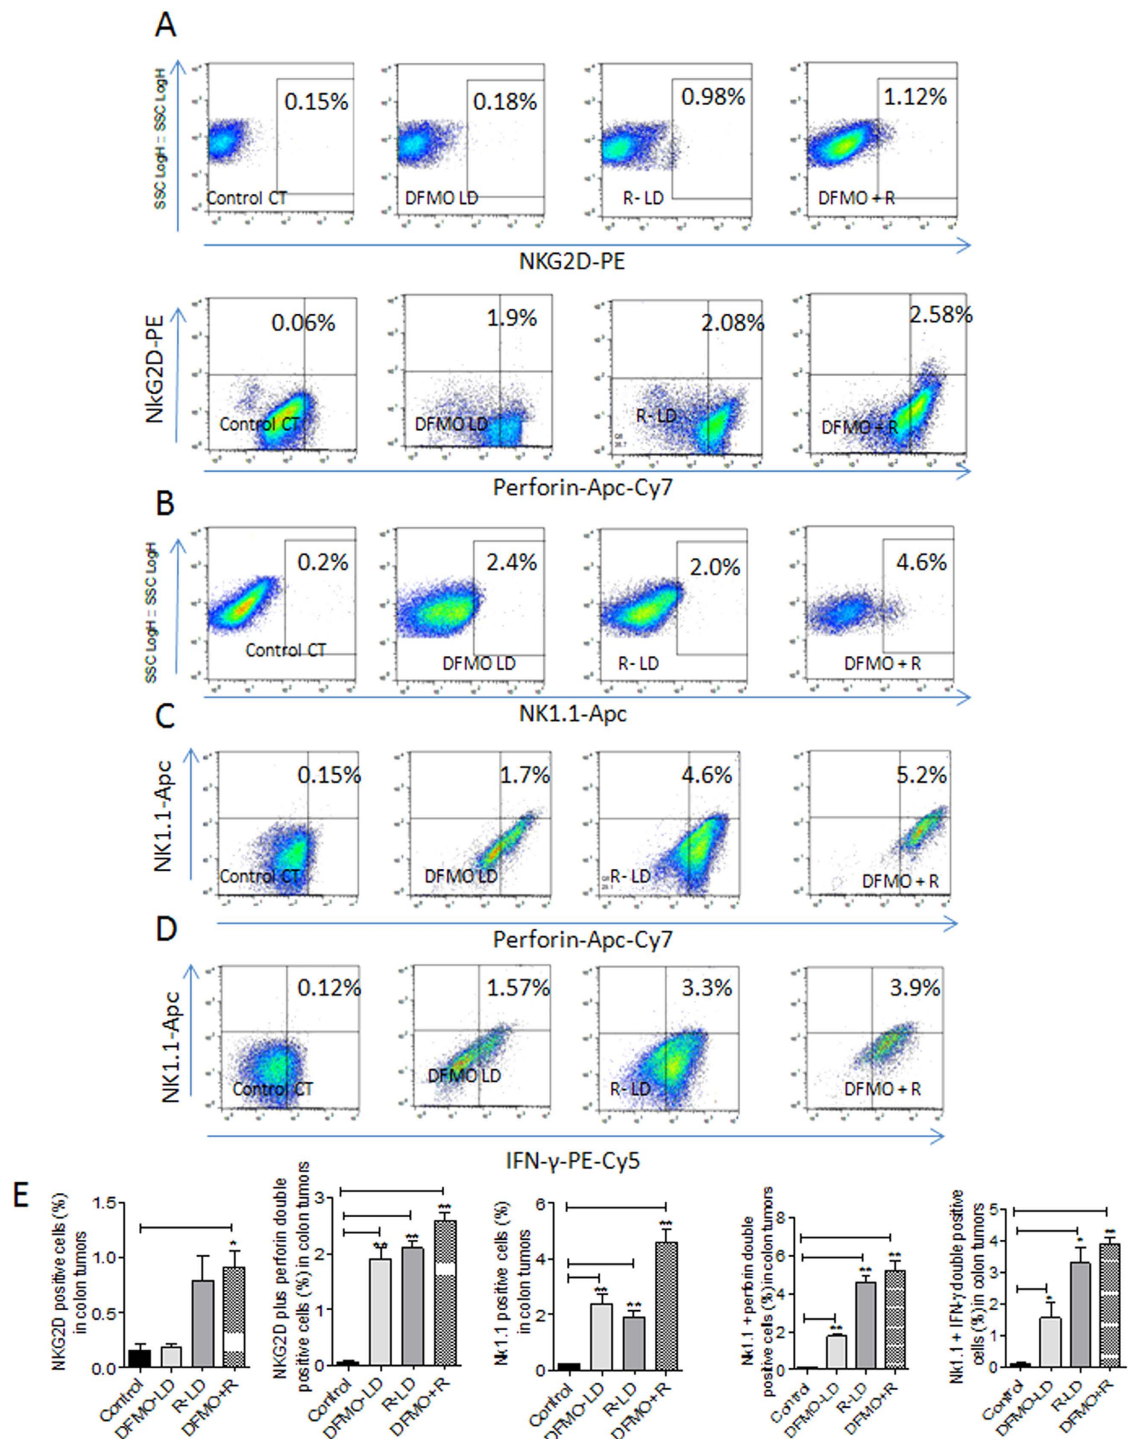 A
SSC LogH :: SSC LogH
0.15%
0.18%
0.98%
1.12%
Control CT
DFMO LD
R- LD
DFMO + R
NKG2D-PE
NkG2D-PE
0.06%
1.9%
2.08%
2.58%
Control CT
DFMO LD
R- LD
DFMO + R
Perforin-Apc-Cy7
B
SSC LogH :: SSC LogH
0.2%
2.4%
2.0%
4.6%
Control CT
DFMO LD
R- LD
DFMO + R
NK1.1-Apc
C
NK1.1-Apc
0.15%
1.7%
4.6%
5.2%
Control CT
DFMO LD
R- LD
DFMO + R
Perforin-Apc-Cy7
D
NK1.1-Apc
0.12%
1.57%
3.3%
3.9%
Control CT
DFMO LD
R- LD
DFMO + R
IFN-γ-PE-Cy5
E
NKG2D positive cells (%)
in colon tumors
1.5
1.0
0.5
0.0
*
Control
DFMO-LD
R-LD
DFMO+R
NKG2D plus perforin double
positive cells (%) in colon tumors
3
2
1
0
**
**
**
Control
DFMO-LD
R-LD
DFMO+R
Nk1.1 positive cells (%)
in colon tumors
6
4
2
0
**
**
**
Control
DFMO-LD
R-LD
DFMO+R
Nk1.1 + perforin double
positive cells (%) in colon tumors
8
6
4
2
0
**
**
**
Control
DFMO-LD
R-LD
DFMO+R
Nk1.1 + IFN-γ double positive
cells (%) in colon tumors
5
4
3
2
1
0
*
*
**
Control
DFMO-LD
R-LD
DFMO+R